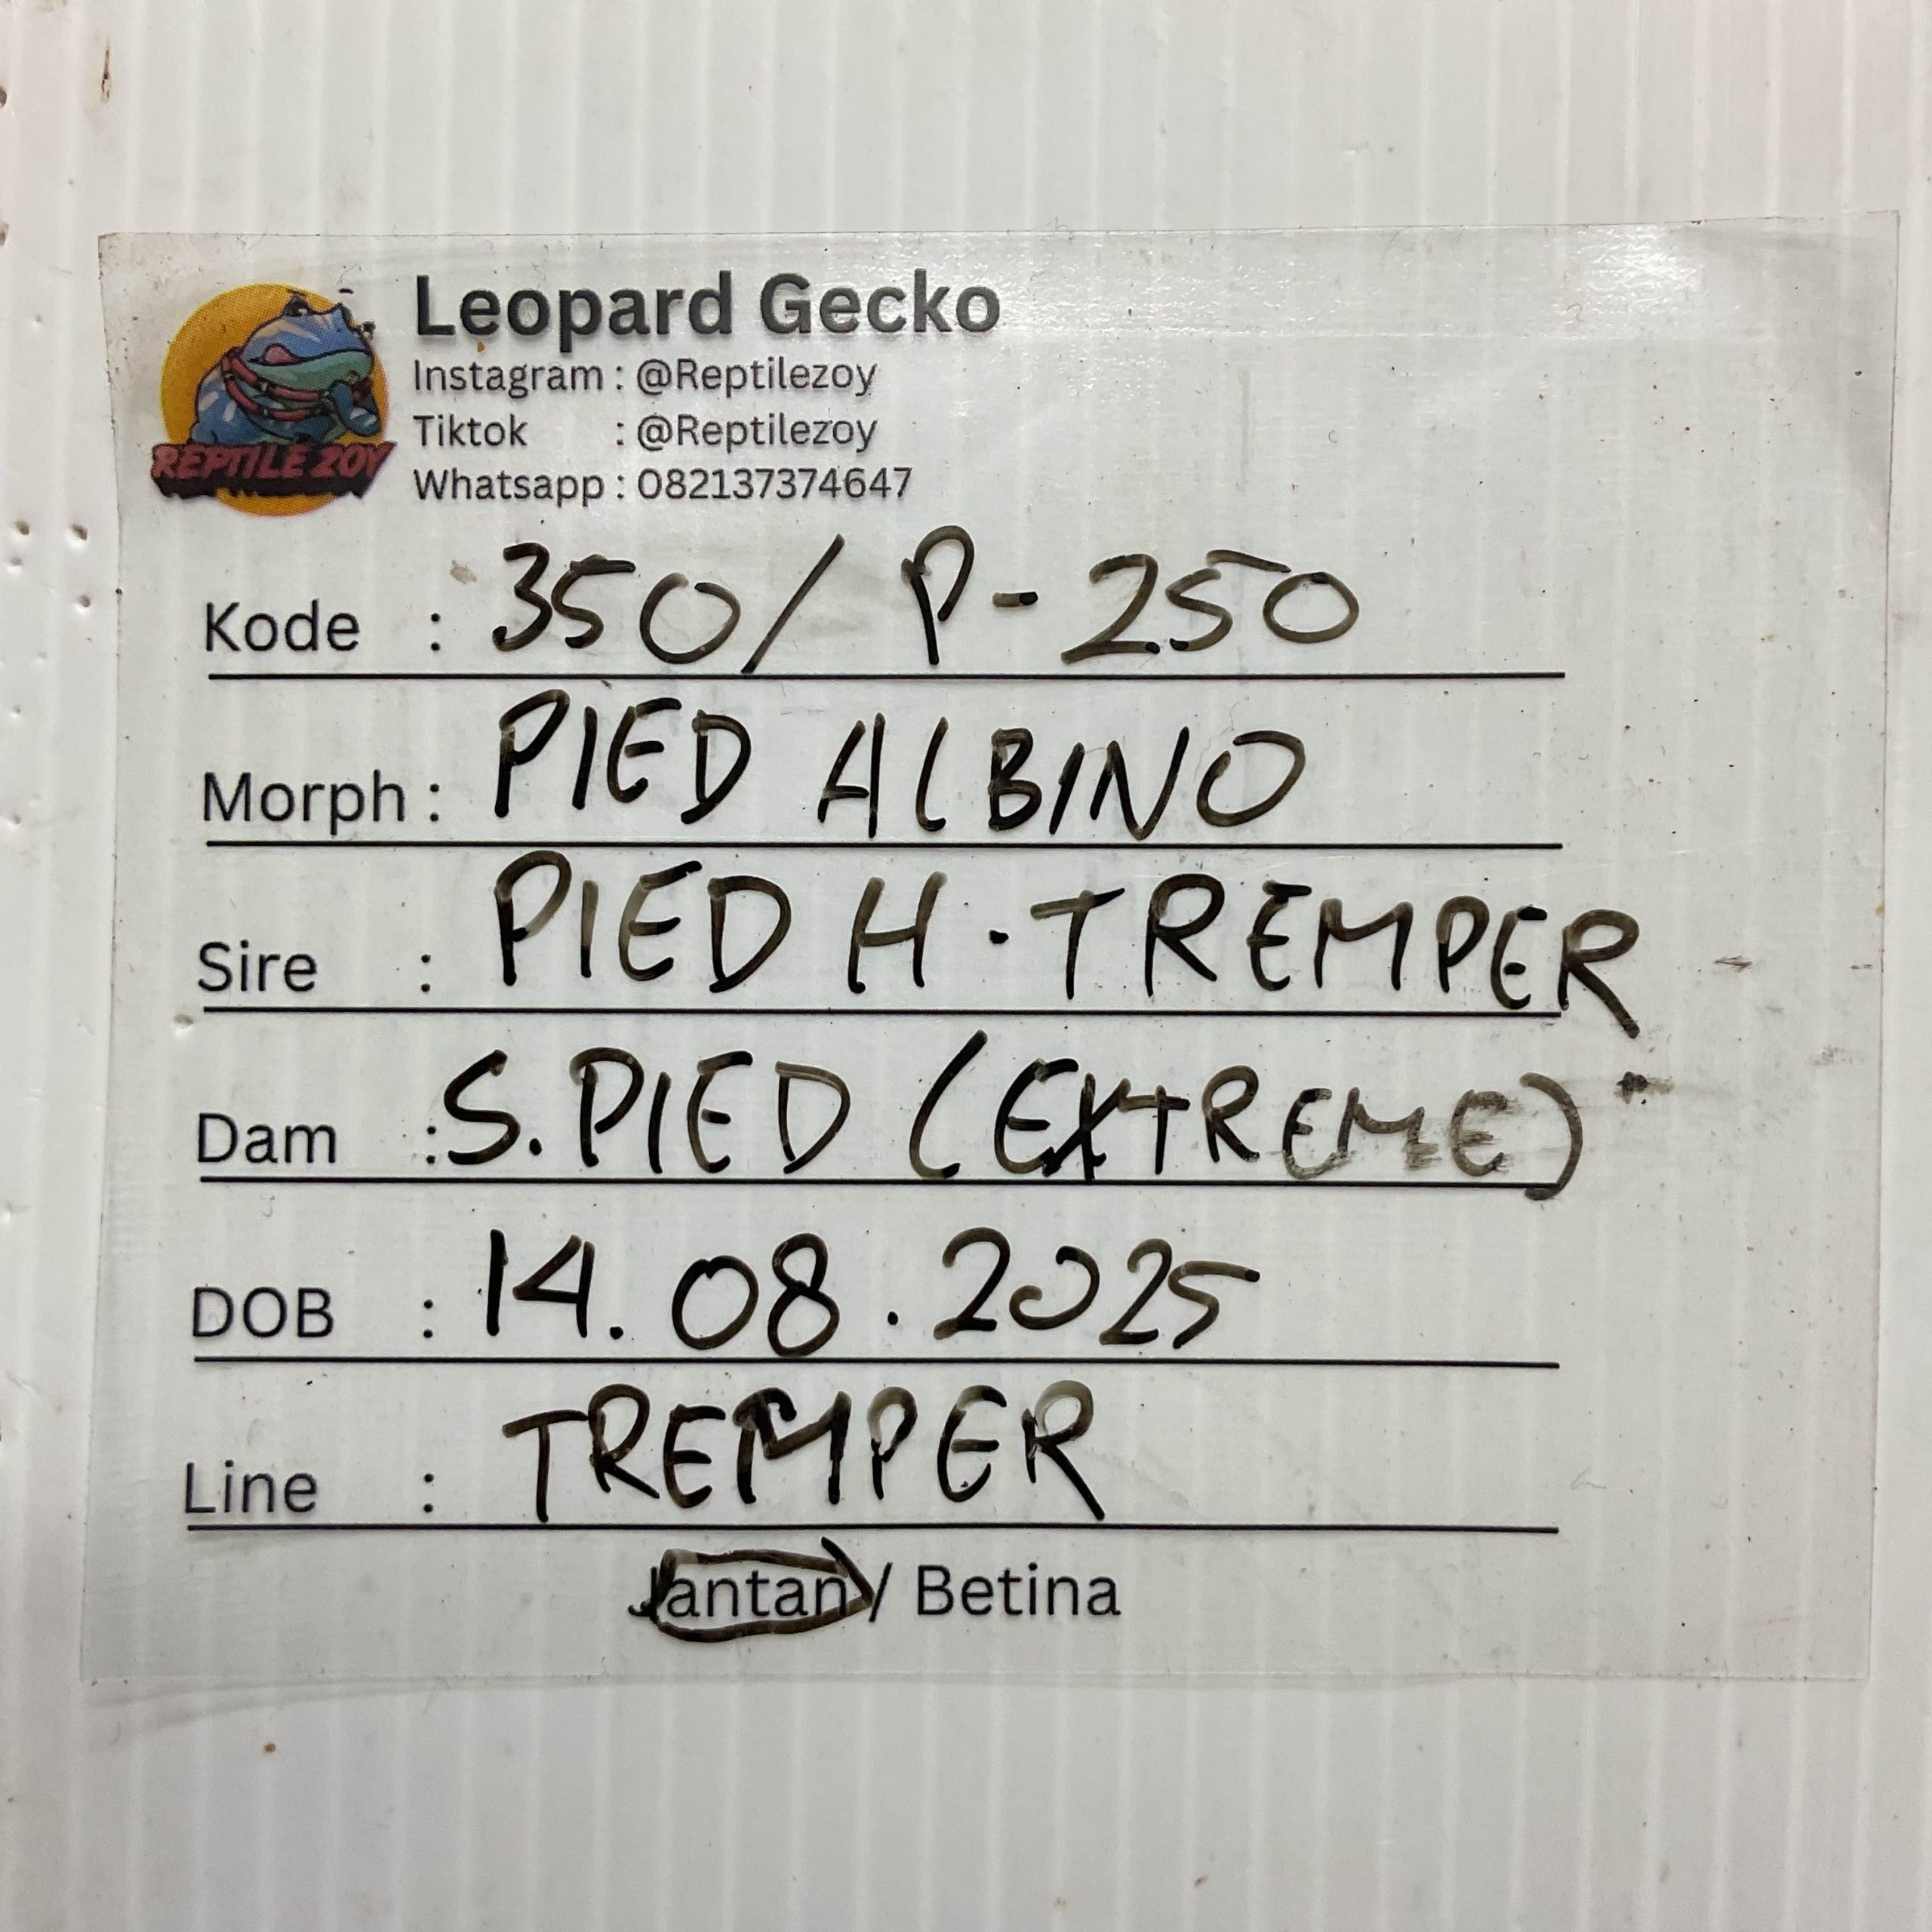 REPTILE ZOY
Leopard Gecko
Instagram : @Reptilezoy
Tiktok : @Reptilezoy
Whatsapp : 082137374647
Kode : 350/ P-250
Morph : PIED ALBINO
Sire : PIED H.TREMPER
Dam : S.PIED (EXTREME)
DOB : 14.08.2025
Line : TREMPER
Jantan / Betina